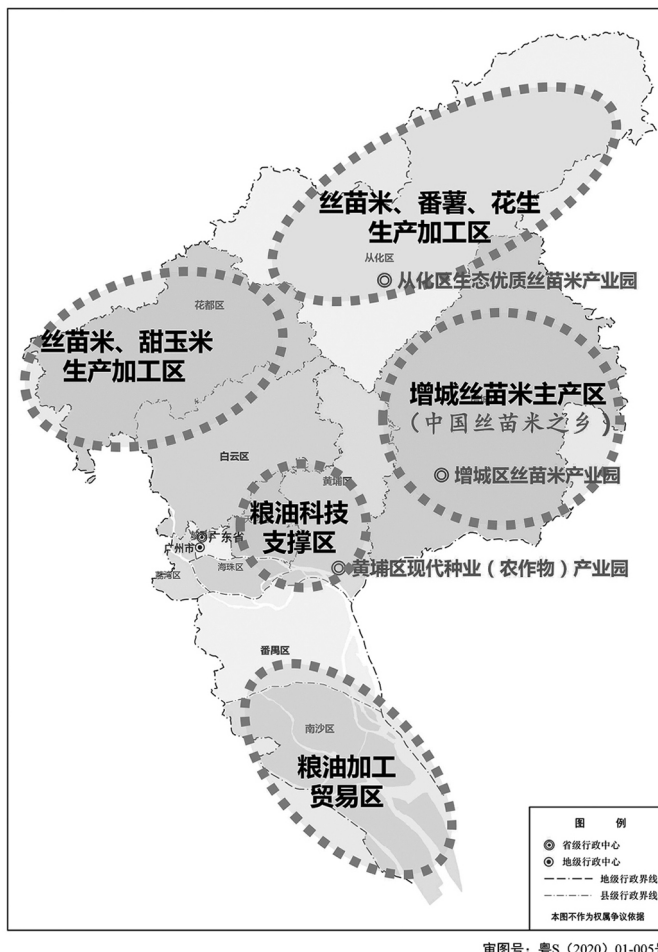 丝苗米、番薯、花生
生产加工区
从化区
从化区生态优质丝苗米产业园
花都区
丝苗米、甜玉米
生产加工区
增城丝苗米主产区
（中国丝苗米之乡）
白云区
增城区丝苗米产业园
黄埔区
粮油科技
支撑区
广东省
广州市
海珠区
荔湾区
黄埔区现代种业（农作物）产业园
番禺区
南沙区
粮油加工
贸易区
图 例
省级行政中心
地级行政中心
地级行政界线
县级行政界线
本图不作为权属争议依据
审图号：粤S（2020）01-005号